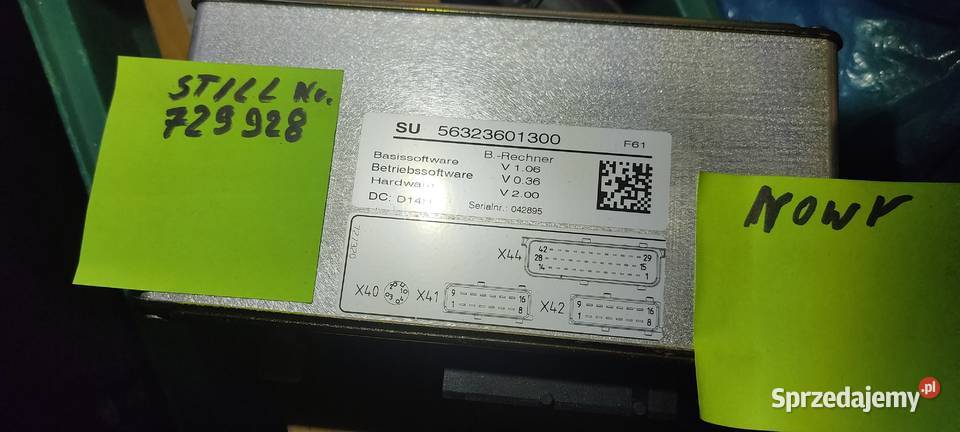 STILL Nr.
729928
SU 56323601300 F61
B.-Rechner
Basissoftware V 1.06
Betriebssoftware V 0.36
Hardware V 2.00
DC: D14 Serialnr.: 042895
727320
X44 42 29
28 15
14 1
X40 X41 9 16
1 8
X42 9 16
1 8
NOWY
Sprzedajemy.pl